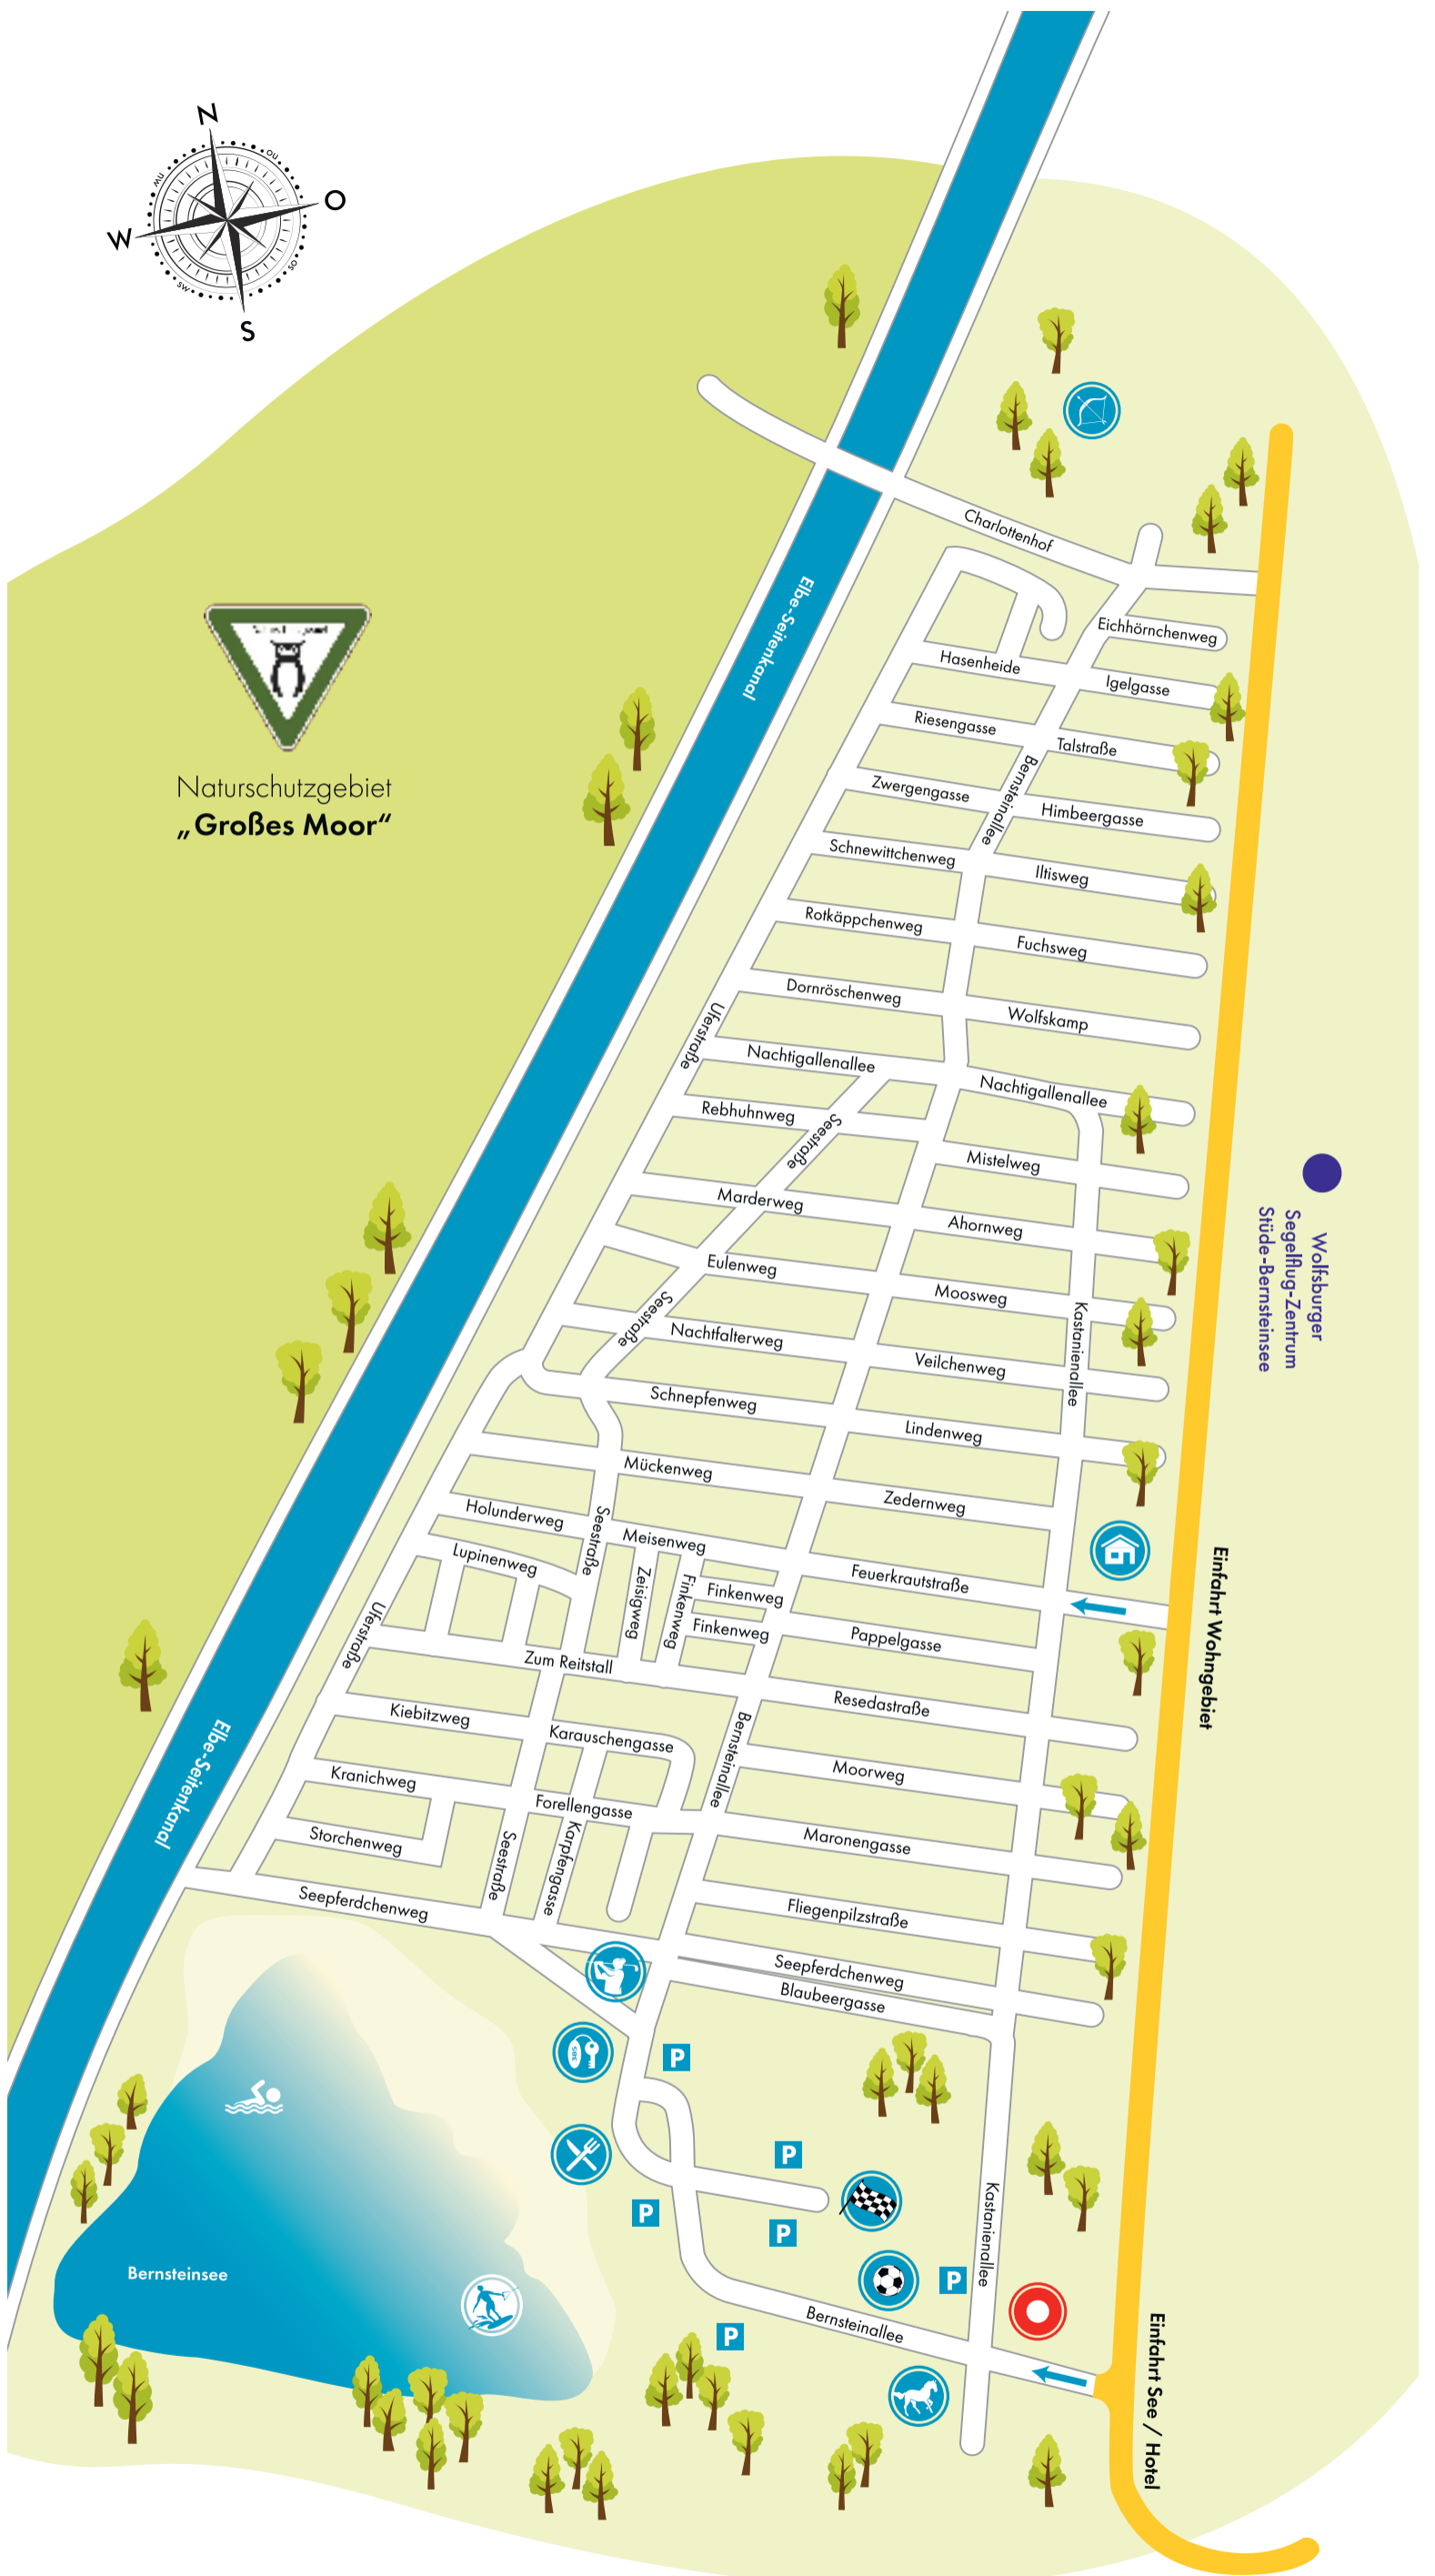 N
NO
O
SO
S
SW
W
NW
Charlottenhof
Elbe-Seitenkanal
Eichhörnchenweg
Hasenheide
Igelgasse
Riesengasse
Talstraße
Bernsteinallee
Zwergengasse
Himbeergasse
Naturschutzgebiet
„Großes Moor“
Schnewittchenweg
Iltisweg
Rotkäppchenweg
Fuchsweg
Dornröschenweg
Wolfskamp
Uferstraße
Nachtigallenallee
Nachtigallenallee
Rebhuhnweg
Seestraße
Mistelweg
Marderweg
Ahornweg
Wolfsburger
Segelflug-Zentrum
Stüde-Bernsteinsee
Eulenweg
Moosweg
Seestraße
Nachtfalterweg
Veilchenweg
Kastanienallee
Schnepfenweg
Lindenweg
Mückenweg
Zedernweg
Holunderweg
Seestraße
Meisenweg
Lupinenweg
Zeisigweg
Finkenweg
Finkenweg
Finkenweg
Feuerkrautstraße
Einfahrt Wohngebiet
Pappelgasse
Uferstraße
Zum Reitstall
Resedastraße
Kiebitzweg
Karauschengasse
Bernsteinallee
Moorweg
Elbe-Seitenkanal
Kranichweg
Forellengasse
Storchenweg
Seestraße
Karpfengasse
Maronengasse
Seepferdchenweg
Fliegenpilzstraße
Seepferdchenweg
Blaubeergasse
P
P
P
P
Kastanienallee
Bernsteinsee
P
Bernsteinallee
P
Einfahrt See / Hotel